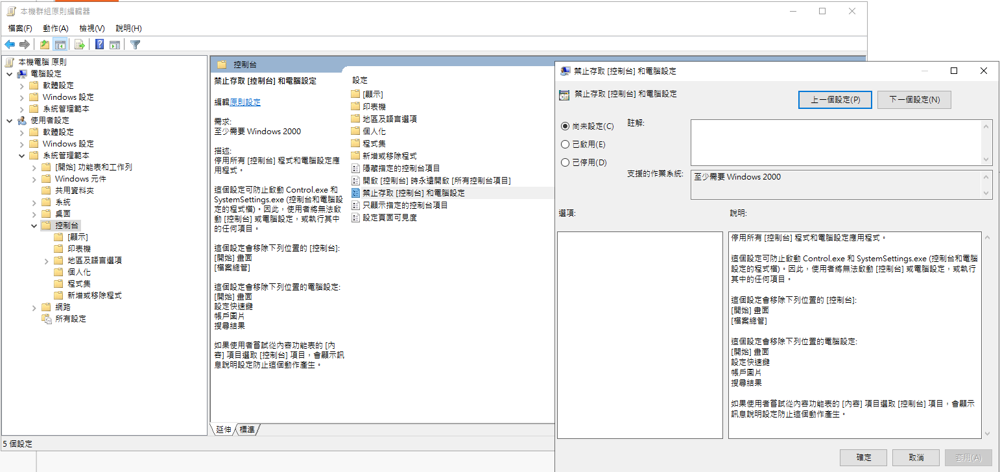 本機群組原則編輯器
檔案(F) 動作(A) 檢視(V) 說明(H)
本機電腦 原則
電腦設定
軟體設定
Windows 設定
系統管理範本
使用者設定
軟體設定
Windows 設定
系統管理範本
[開始] 功能表和工作列
Windows 元件
共用資料夾
系統
桌面
控制台
[顯示]
印表機
地區及語言選項
個人化
程式集
新增或移除程式
網路
所有設定
控制台
禁止存取 [控制台] 和電腦設定
編輯原則設定
需求:
至少需要 Windows 2000
描述:
停用所有 [控制台] 程式和電腦設定應
用程式。
這個設定可防止啟動 Control.exe 和
SystemSettings.exe (控制台和電腦設
定的程式檔)。因此，使用者將無法啟
動 [控制台] 或電腦設定，或執行其中
的任何項目。
這個設定會移除下列位置的 [控制台]:
[開始] 畫面
[檔案總管]
這個設定會移除下列位置的電腦設定:
[開始] 畫面
設定快速鍵
帳戶圖片
搜尋結果
如果使用者嘗試從內容功能表的 [內
容] 項目選取 [控制台] 項目，會顯示訊
息說明設定防止這個動作產生。
設定
[顯示]
印表機
地區及語言選項
個人化
程式集
新增或移除程式
隱藏指定的控制台項目
開啟 [控制台] 時永遠開啟 [所有控制台項目]
禁止存取 [控制台] 和電腦設定
只顯示指定的控制台項目
設定頁面可見度
延伸 標準
5 個設定
禁止存取 [控制台] 和電腦設定
禁止存取 [控制台] 和電腦設定
上一個設定(P) 下一個設定(N)
尚未設定(C)
已啟用(E)
已停用(D)
註解:
支援的作業系統:
至少需要 Windows 2000
選項:
說明:
停用所有 [控制台] 程式和電腦設定應用程式。
這個設定可防止啟動 Control.exe 和 SystemSettings.exe (控制台和電腦
設定的程式檔)。因此，使用者將無法啟動 [控制台] 或電腦設定，或執行
其中的任何項目。
這個設定會移除下列位置的 [控制台]:
[開始] 畫面
[檔案總管]
這個設定會移除下列位置的電腦設定:
[開始] 畫面
設定快速鍵
帳戶圖片
搜尋結果
如果使用者嘗試從內容功能表的 [內容] 項目選取 [控制台] 項目，會顯示
訊息說明設定防止這個動作產生。
確定 取消 套用(A)